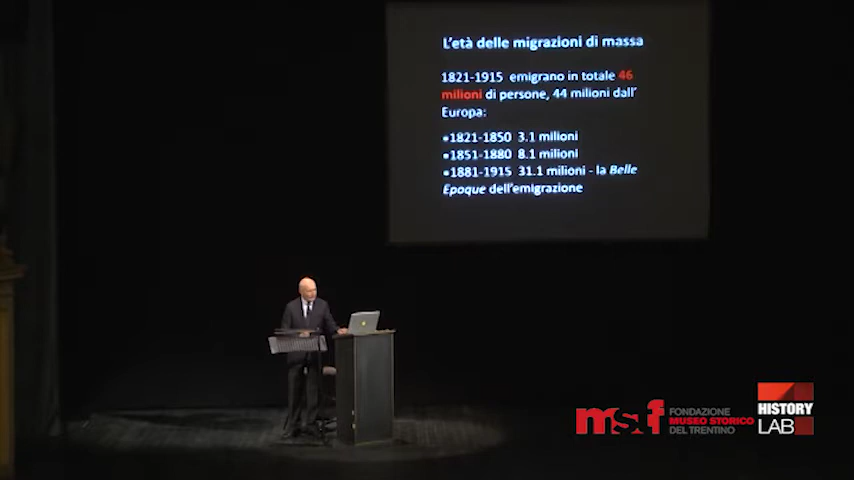 L'età delle migrazioni di massa
1821-1915 emigrano in totale 46
milioni di persone, 44 milioni dall'
Europa:
•1821-1850 3.1 milioni
•1851-1880 8.1 milioni
•1881-1915 31.1 milioni - la Belle
Epoque dell'emigrazione
msf FONDAZIONE
MUSEO STORICO
DEL TRENTINO
HISTORY
LAB